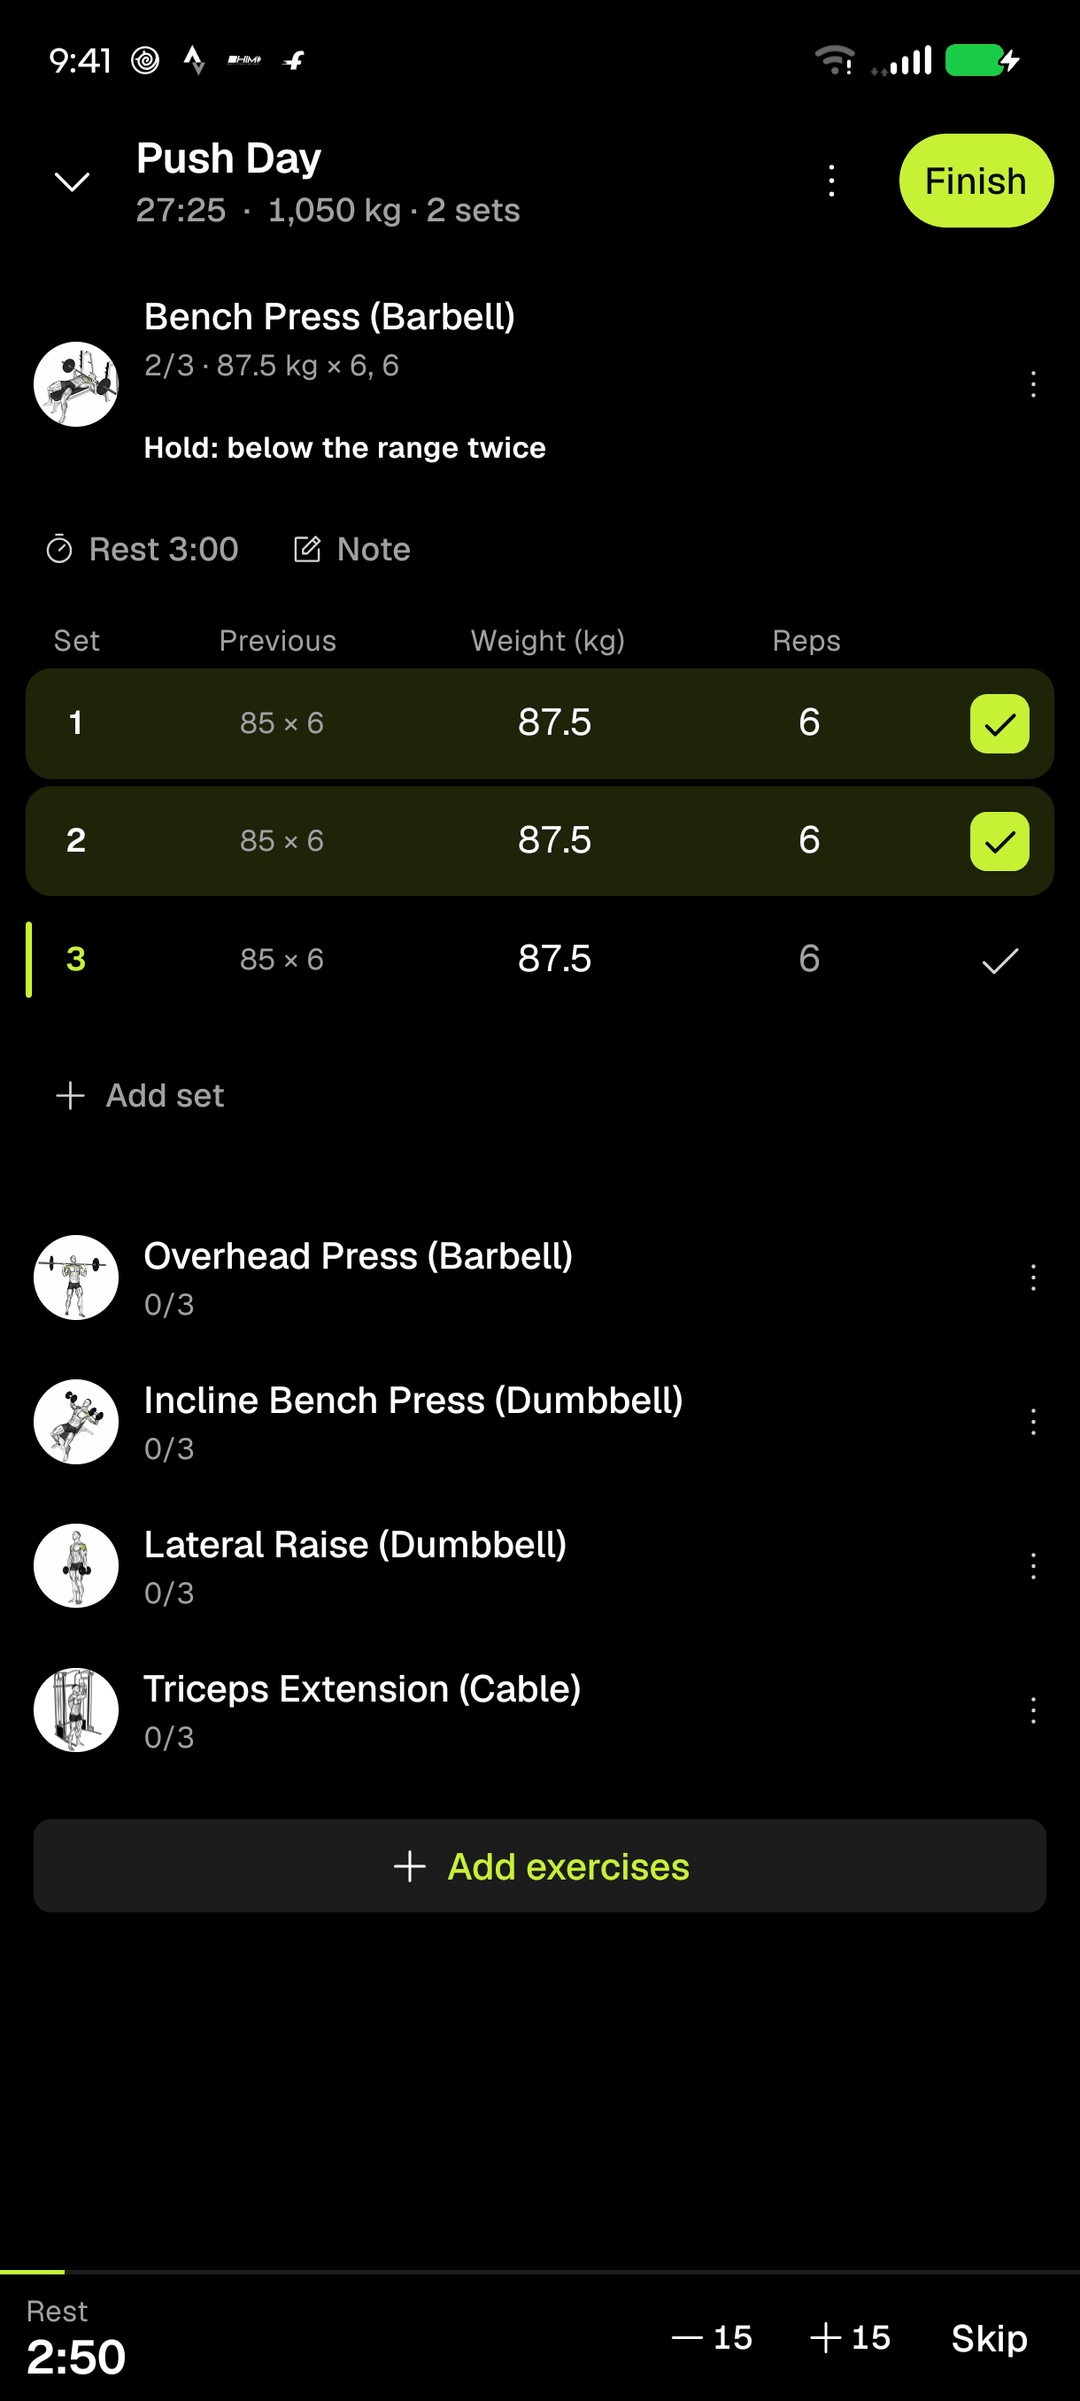 9:41
Push Day
27:25 · 1,050 kg · 2 sets
Finish
Bench Press (Barbell)
2/3 · 87.5 kg × 6, 6
Hold: below the range twice
Rest 3:00 Note
Set Previous Weight (kg) Reps
1 85 × 6 87.5 6
2 85 × 6 87.5 6
3 85 × 6 87.5 6
+ Add set
Overhead Press (Barbell)
0/3
Incline Bench Press (Dumbbell)
0/3
Lateral Raise (Dumbbell)
0/3
Triceps Extension (Cable)
0/3
+ Add exercises
Rest
2:50
— 15 + 15 Skip